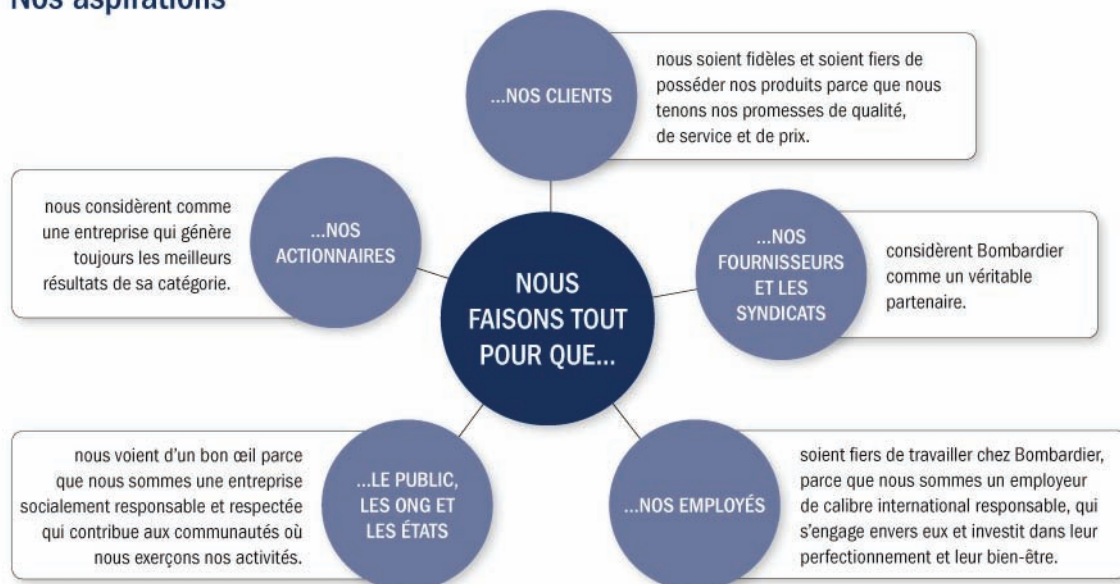 Nos aspirations
...NOS CLIENTS
nous soient fidèles et soient fiers de
posséder nos produits parce que nous
tenons nos promesses de qualité,
de service et de prix.
nous considèrent comme
une entreprise qui génère
toujours les meilleurs
résultats de sa catégorie.
...NOS
ACTIONNAIRES
NOUS
FAISONS TOUT
POUR QUE...
...NOS
FOURNISSEURS
ET LES
SYNDICATS
considèrent Bombardier
comme un véritable
partenaire.
nous voient d'un bon œil parce
que nous sommes une entreprise
socialement responsable et respectée
qui contribue aux communautés où
nous exerçons nos activités.
...LE PUBLIC,
LES ONG ET
LES ÉTATS
...NOS EMPLOYÉS
soient fiers de travailler chez Bombardier,
parce que nous sommes un employeur
de calibre international responsable, qui
s'engage envers eux et investit dans leur
perfectionnement et leur bien-être.